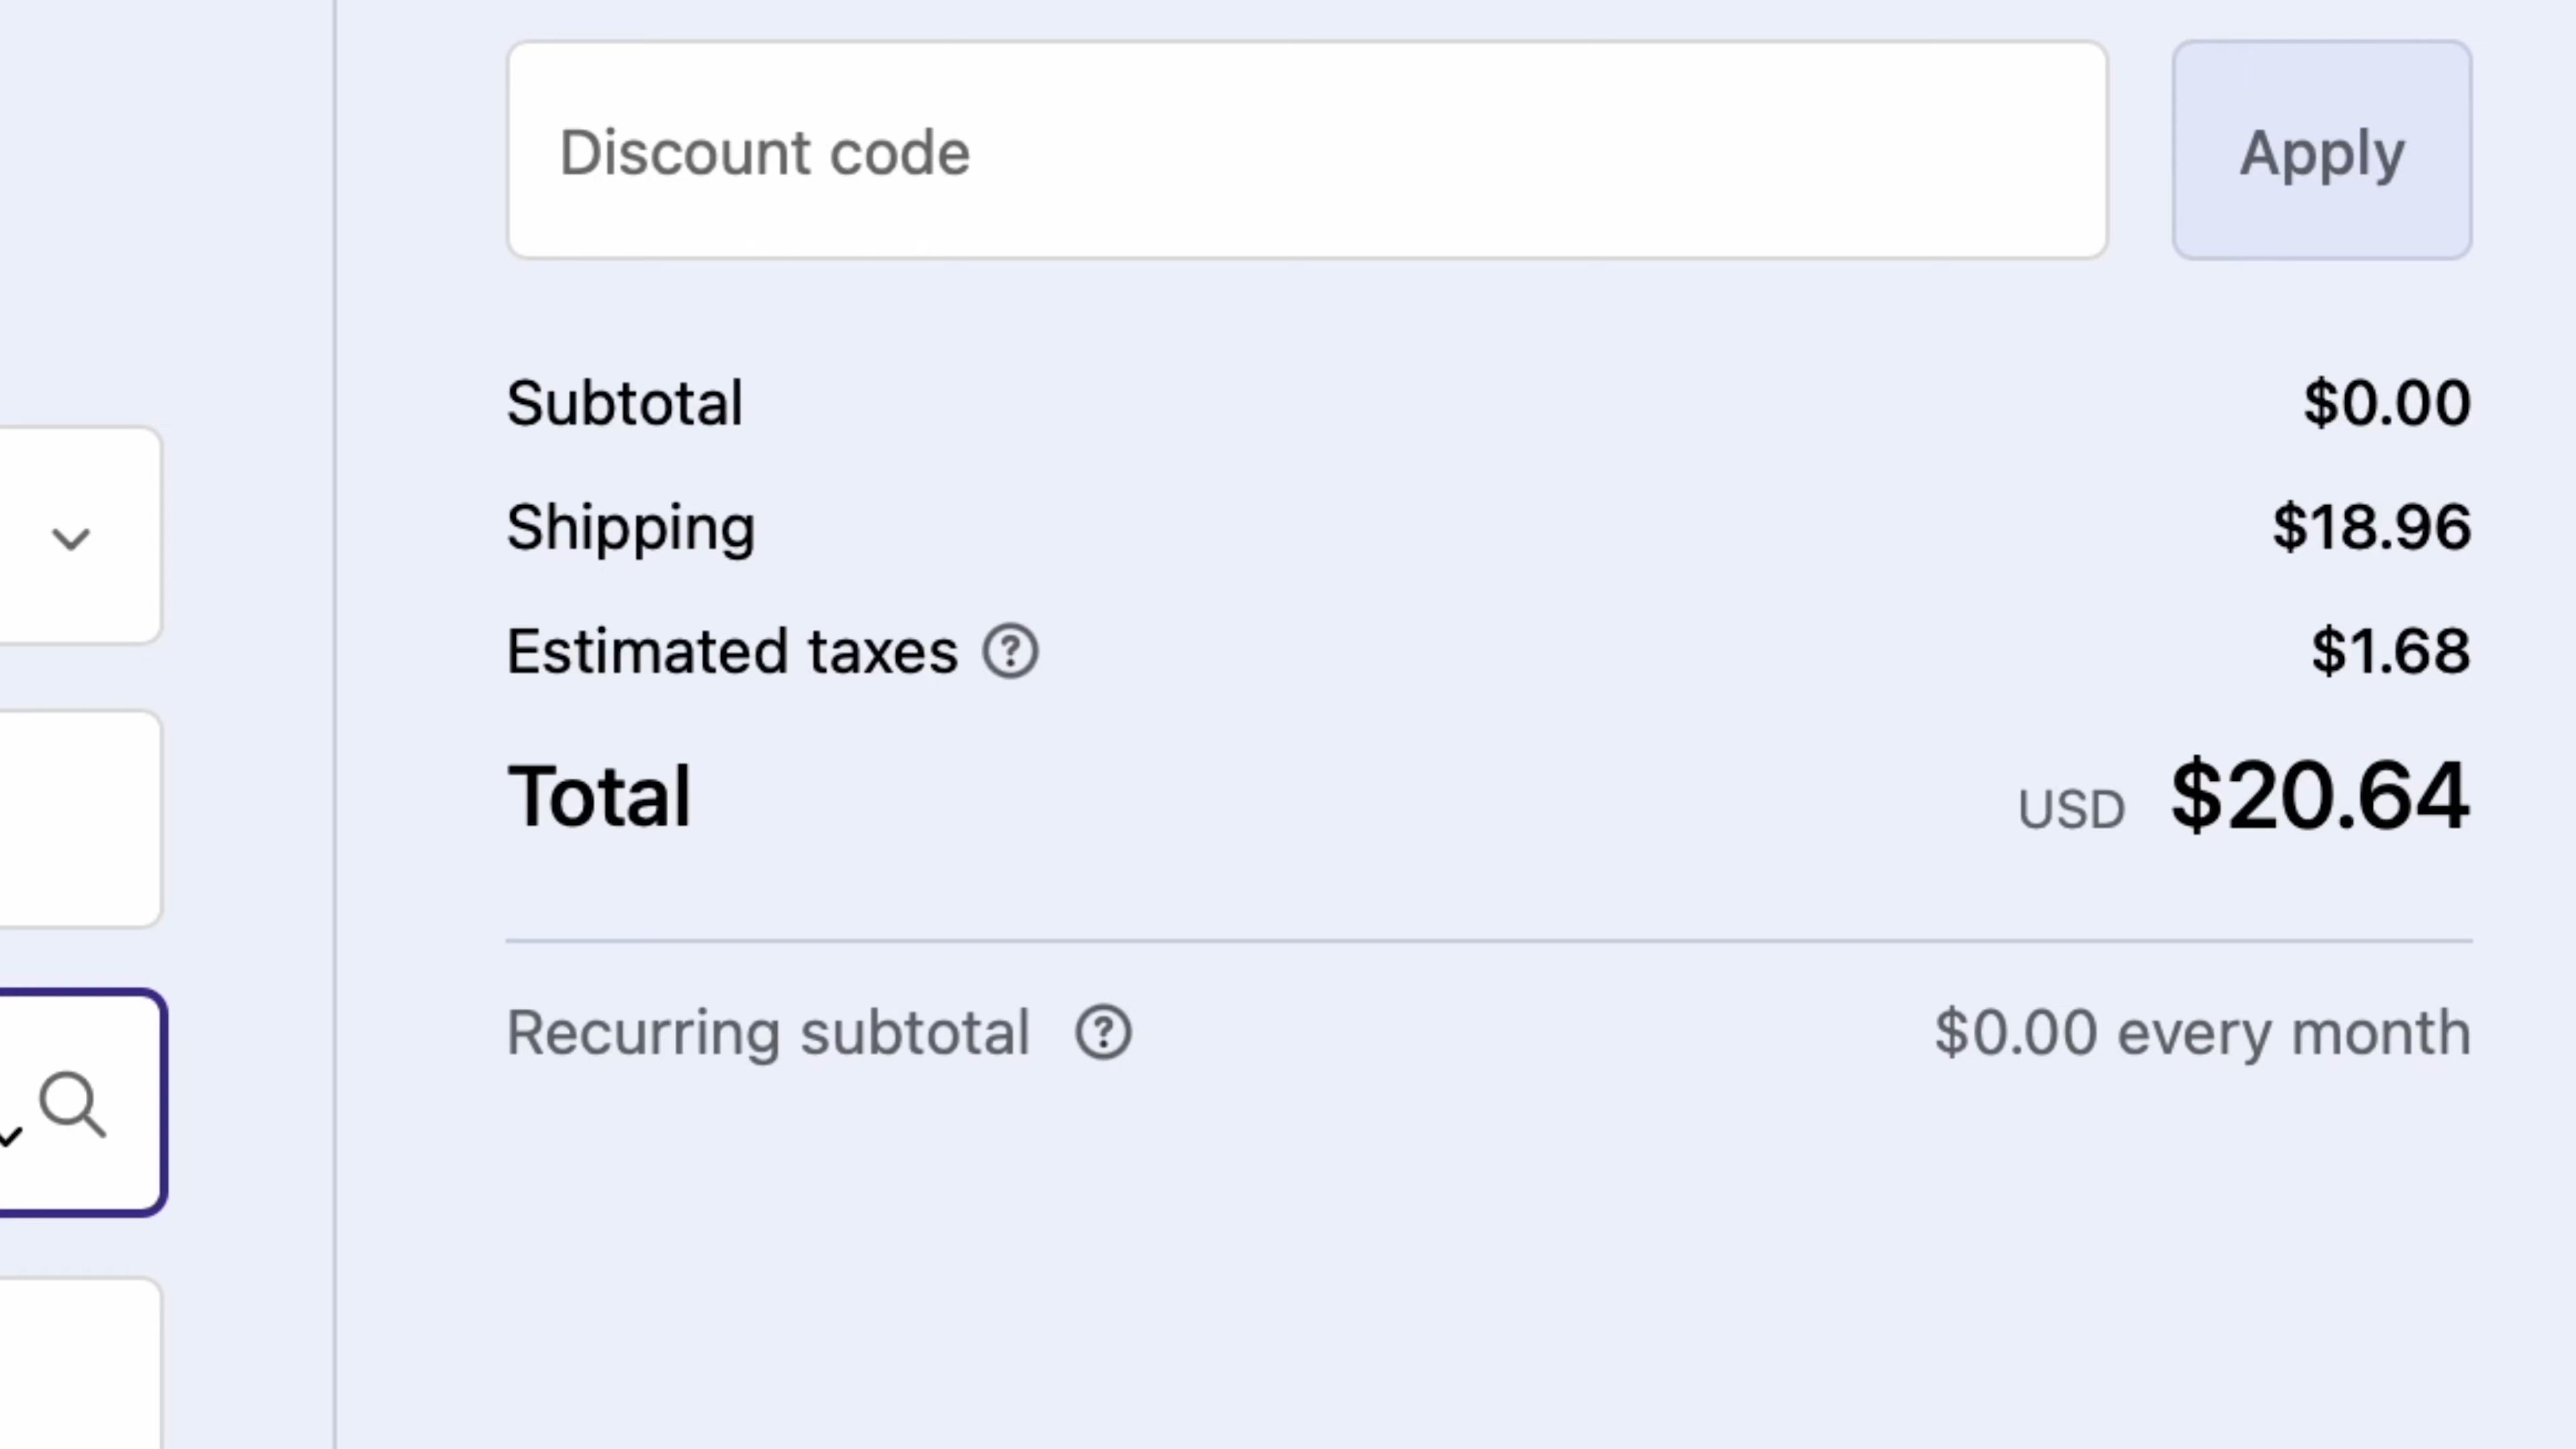 Discount code
Apply
Subtotal $0.00
Shipping $18.96
Estimated taxes $1.68
Total USD $20.64
Recurring subtotal $0.00 every month